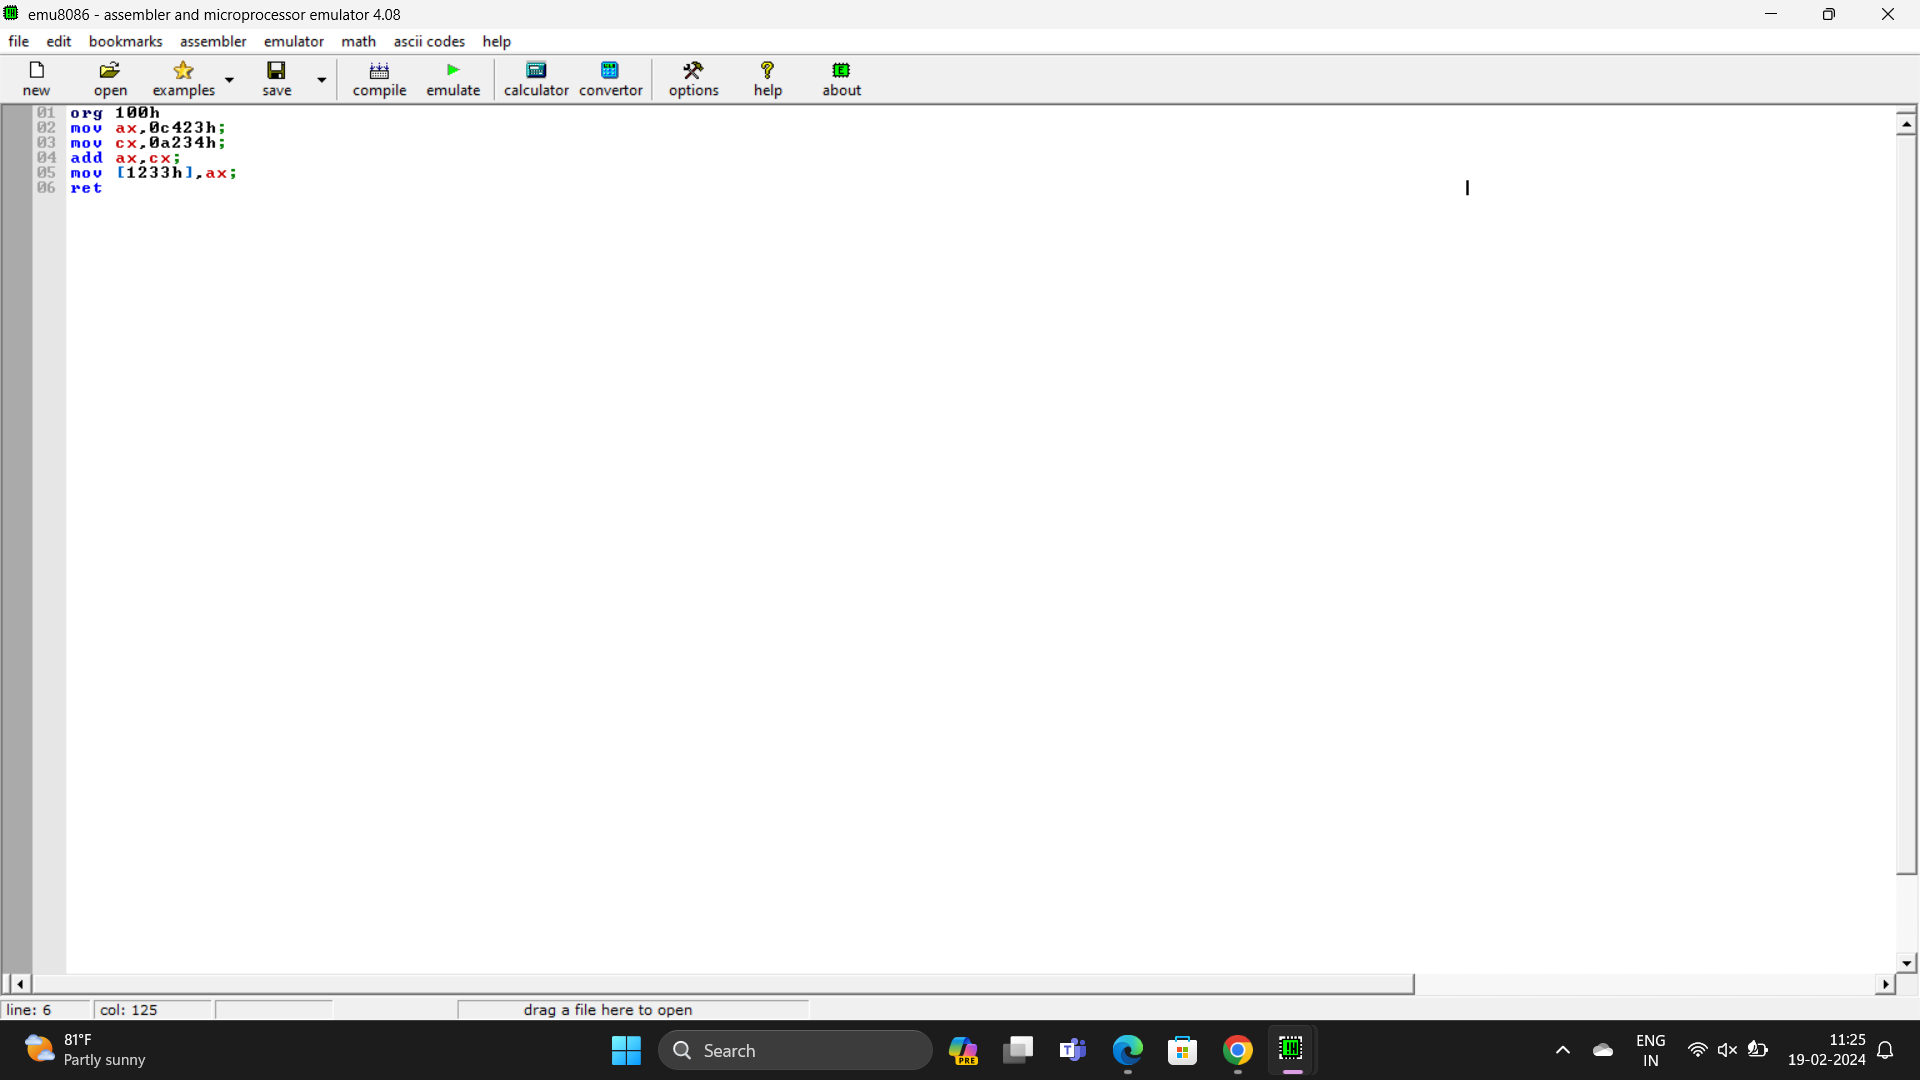 emu8086 - assembler and microprocessor emulator 4.08
file edit bookmarks assembler emulator math ascii codes help
new open examples save compile emulate calculator convertor options help about
01 org 100h
02 mov ax,0c423h;
03 mov cx,0a234h;
04 add ax,cx;
05 mov [1233h],ax;
06 ret
line: 6 col: 125 drag a file here to open
81°F
Partly sunny
Search
PRE
ENG
IN
11:25
19-02-2024